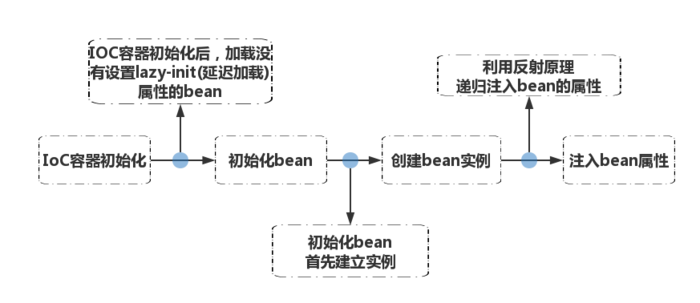 IOC容器初始化后，加载没
有设置lazy-init(延迟加载)
属性的bean
利用反射原理
递归注入bean的属性
IoC容器初始化
初始化bean
创建bean实例
注入bean属性
初始化bean
首先建立实例